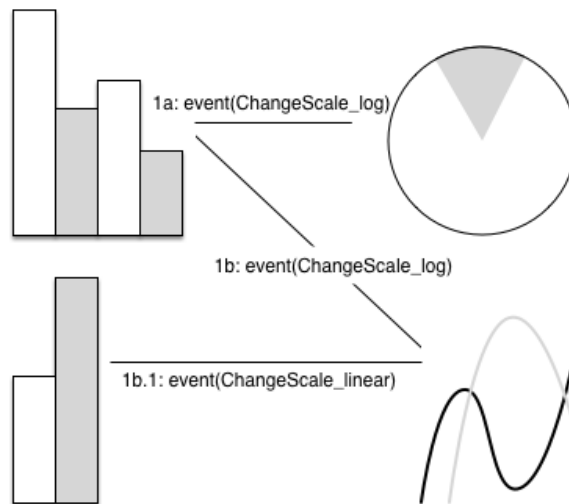 1a: event(ChangeScale_log)
1b: event(ChangeScale_log)
1b.1: event(ChangeScale_linear)